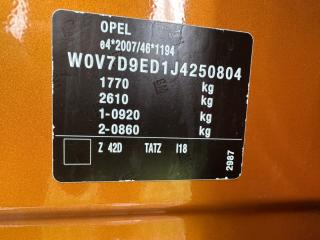 OPEL
e4*2007/46*1194
W0V7D9ED1J4250804
1770 kg
2610 kg
1-0920 kg
2-0860 kg
Z 42D TATZ I18
2987